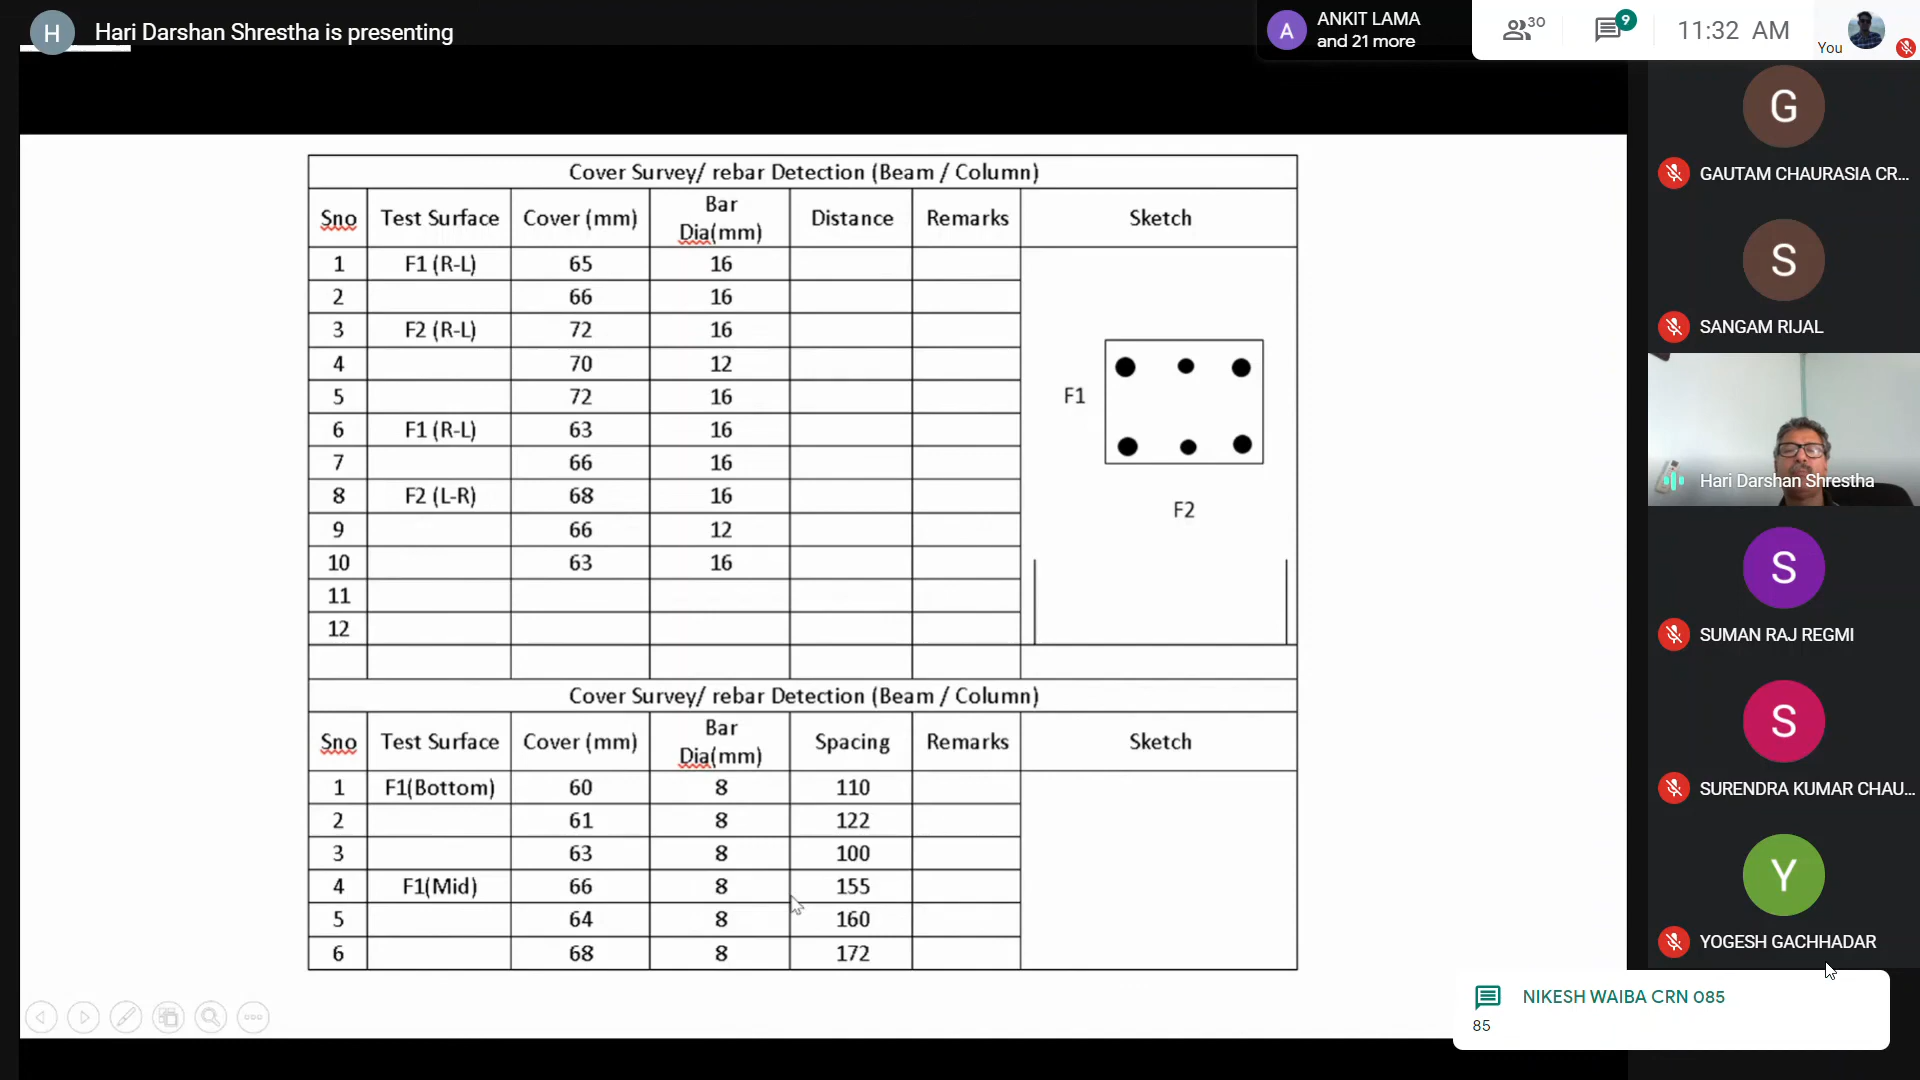 H Hari Darshan Shrestha is presenting
A ANKIT LAMA
and 21 more
30
9
11:32 AM
You
Cover Survey/ rebar Detection (Beam / Column)
Sno Test Surface Cover (mm) Bar Dia(mm) Distance Remarks Sketch
1 F1 (R-L) 65 16
2 66 16
3 F2 (R-L) 72 16
4 70 12
5 72 16
6 F1 (R-L) 63 16
7 66 16
8 F2 (L-R) 68 16
9 66 12
10 63 16
11
12
F1
F2
Cover Survey/ rebar Detection (Beam / Column)
Sno Test Surface Cover (mm) Bar Dia(mm) Spacing Remarks Sketch
1 F1(Bottom) 60 8 110
2 61 8 122
3 63 8 100
4 F1(Mid) 66 8 155
5 64 8 160
6 68 8 172
G
GAUTAM CHAURASIA CR...
S
SANGAM RIJAL
Hari Darshan Shrestha
S
SUMAN RAJ REGMI
S
SURENDRA KUMAR CHAU...
Y
YOGESH GACHHADAR
NIKESH WAIBA CRN 085
85